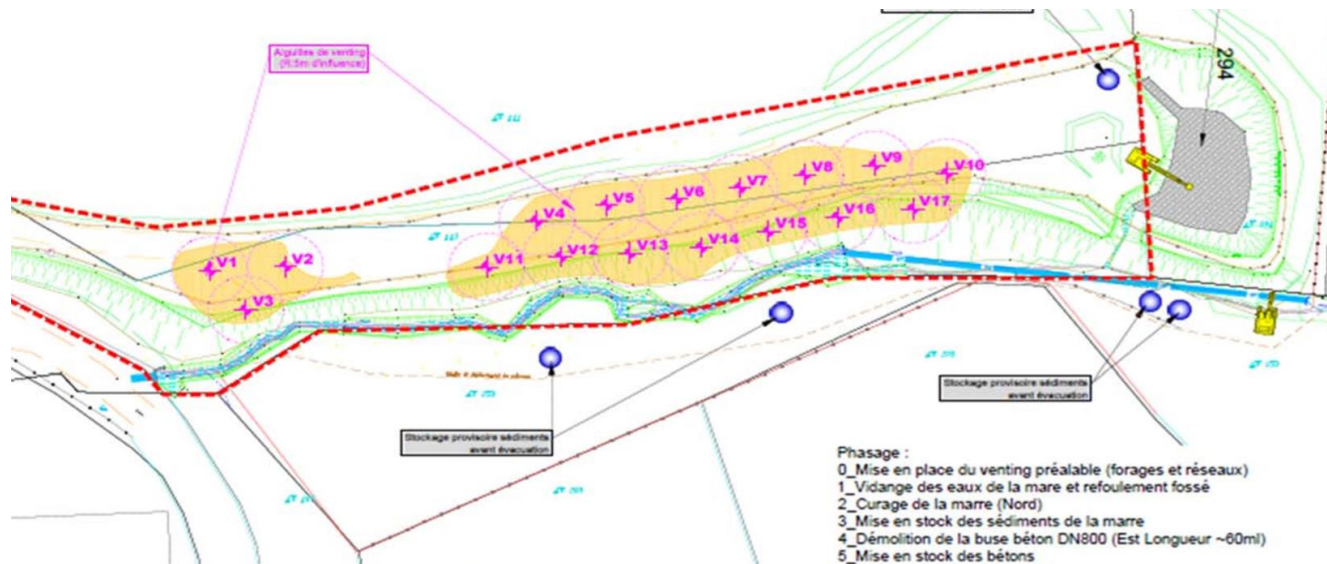 Aiguilles de venting
(R:5m d'influence)
294
V1
V2
V3
V4
V5
V6
V7
V8
V9
V10
V11
V12
V13
V14
V15
V16
V17
Stockage provisoire sédiments
avant évacuation
Stockage provisoire sédiments
avant évacuation
Phasage :
0_Mise en place du venting préalable (forages et réseaux)
1_Vidange des eaux de la mare et refoulement fossé
2_Curage de la marre (Nord)
3_Mise en stock des sédiments de la marre
4_Démolition de la buse béton DN800 (Est Longueur ~60ml)
5_Mise en stock des bétons